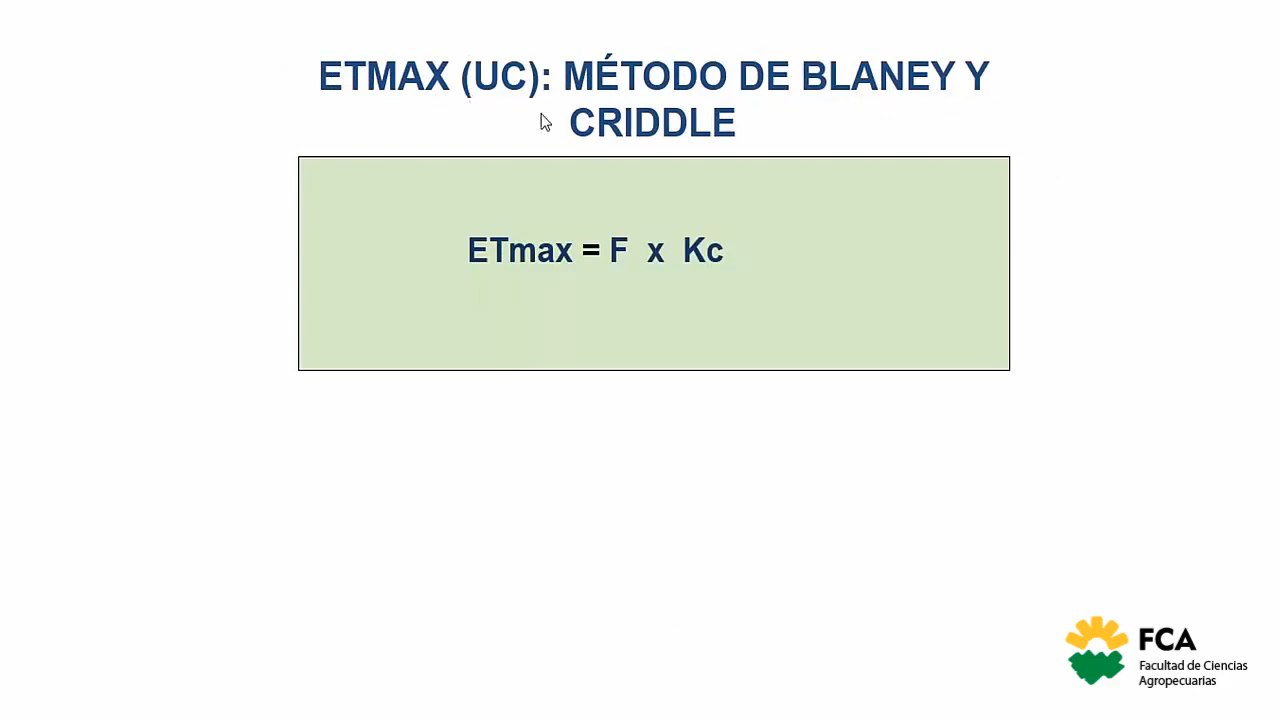 ETMAX (UC): MÉTODO DE BLANEY Y
CRIDDLE
ETmax = F x Kc
FCA
Facultad de Ciencias
Agropecuarias